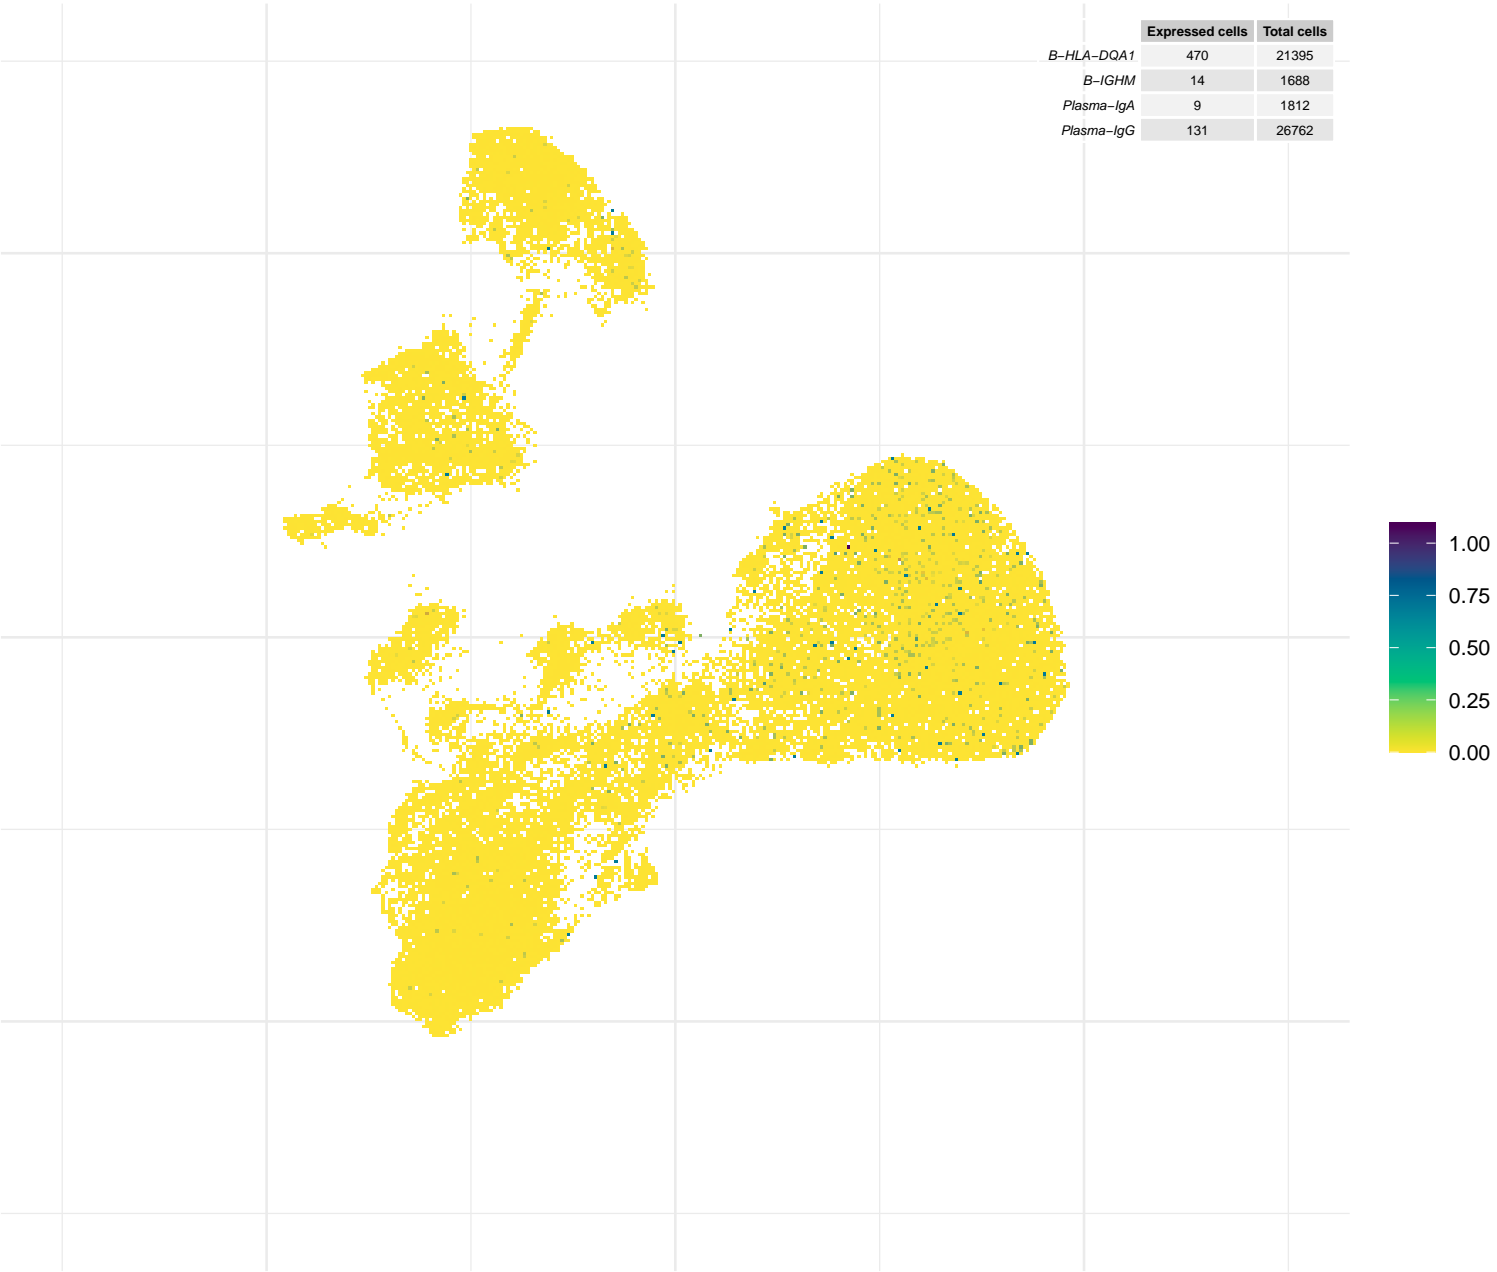 Expressed cells Total cells
B−HLA−DQA1 470 21395
B−IGHM 14 1688
Plasma−IgA 9 1812
Plasma−IgG 131 26762
1.00
0.75
0.50
0.25
0.00